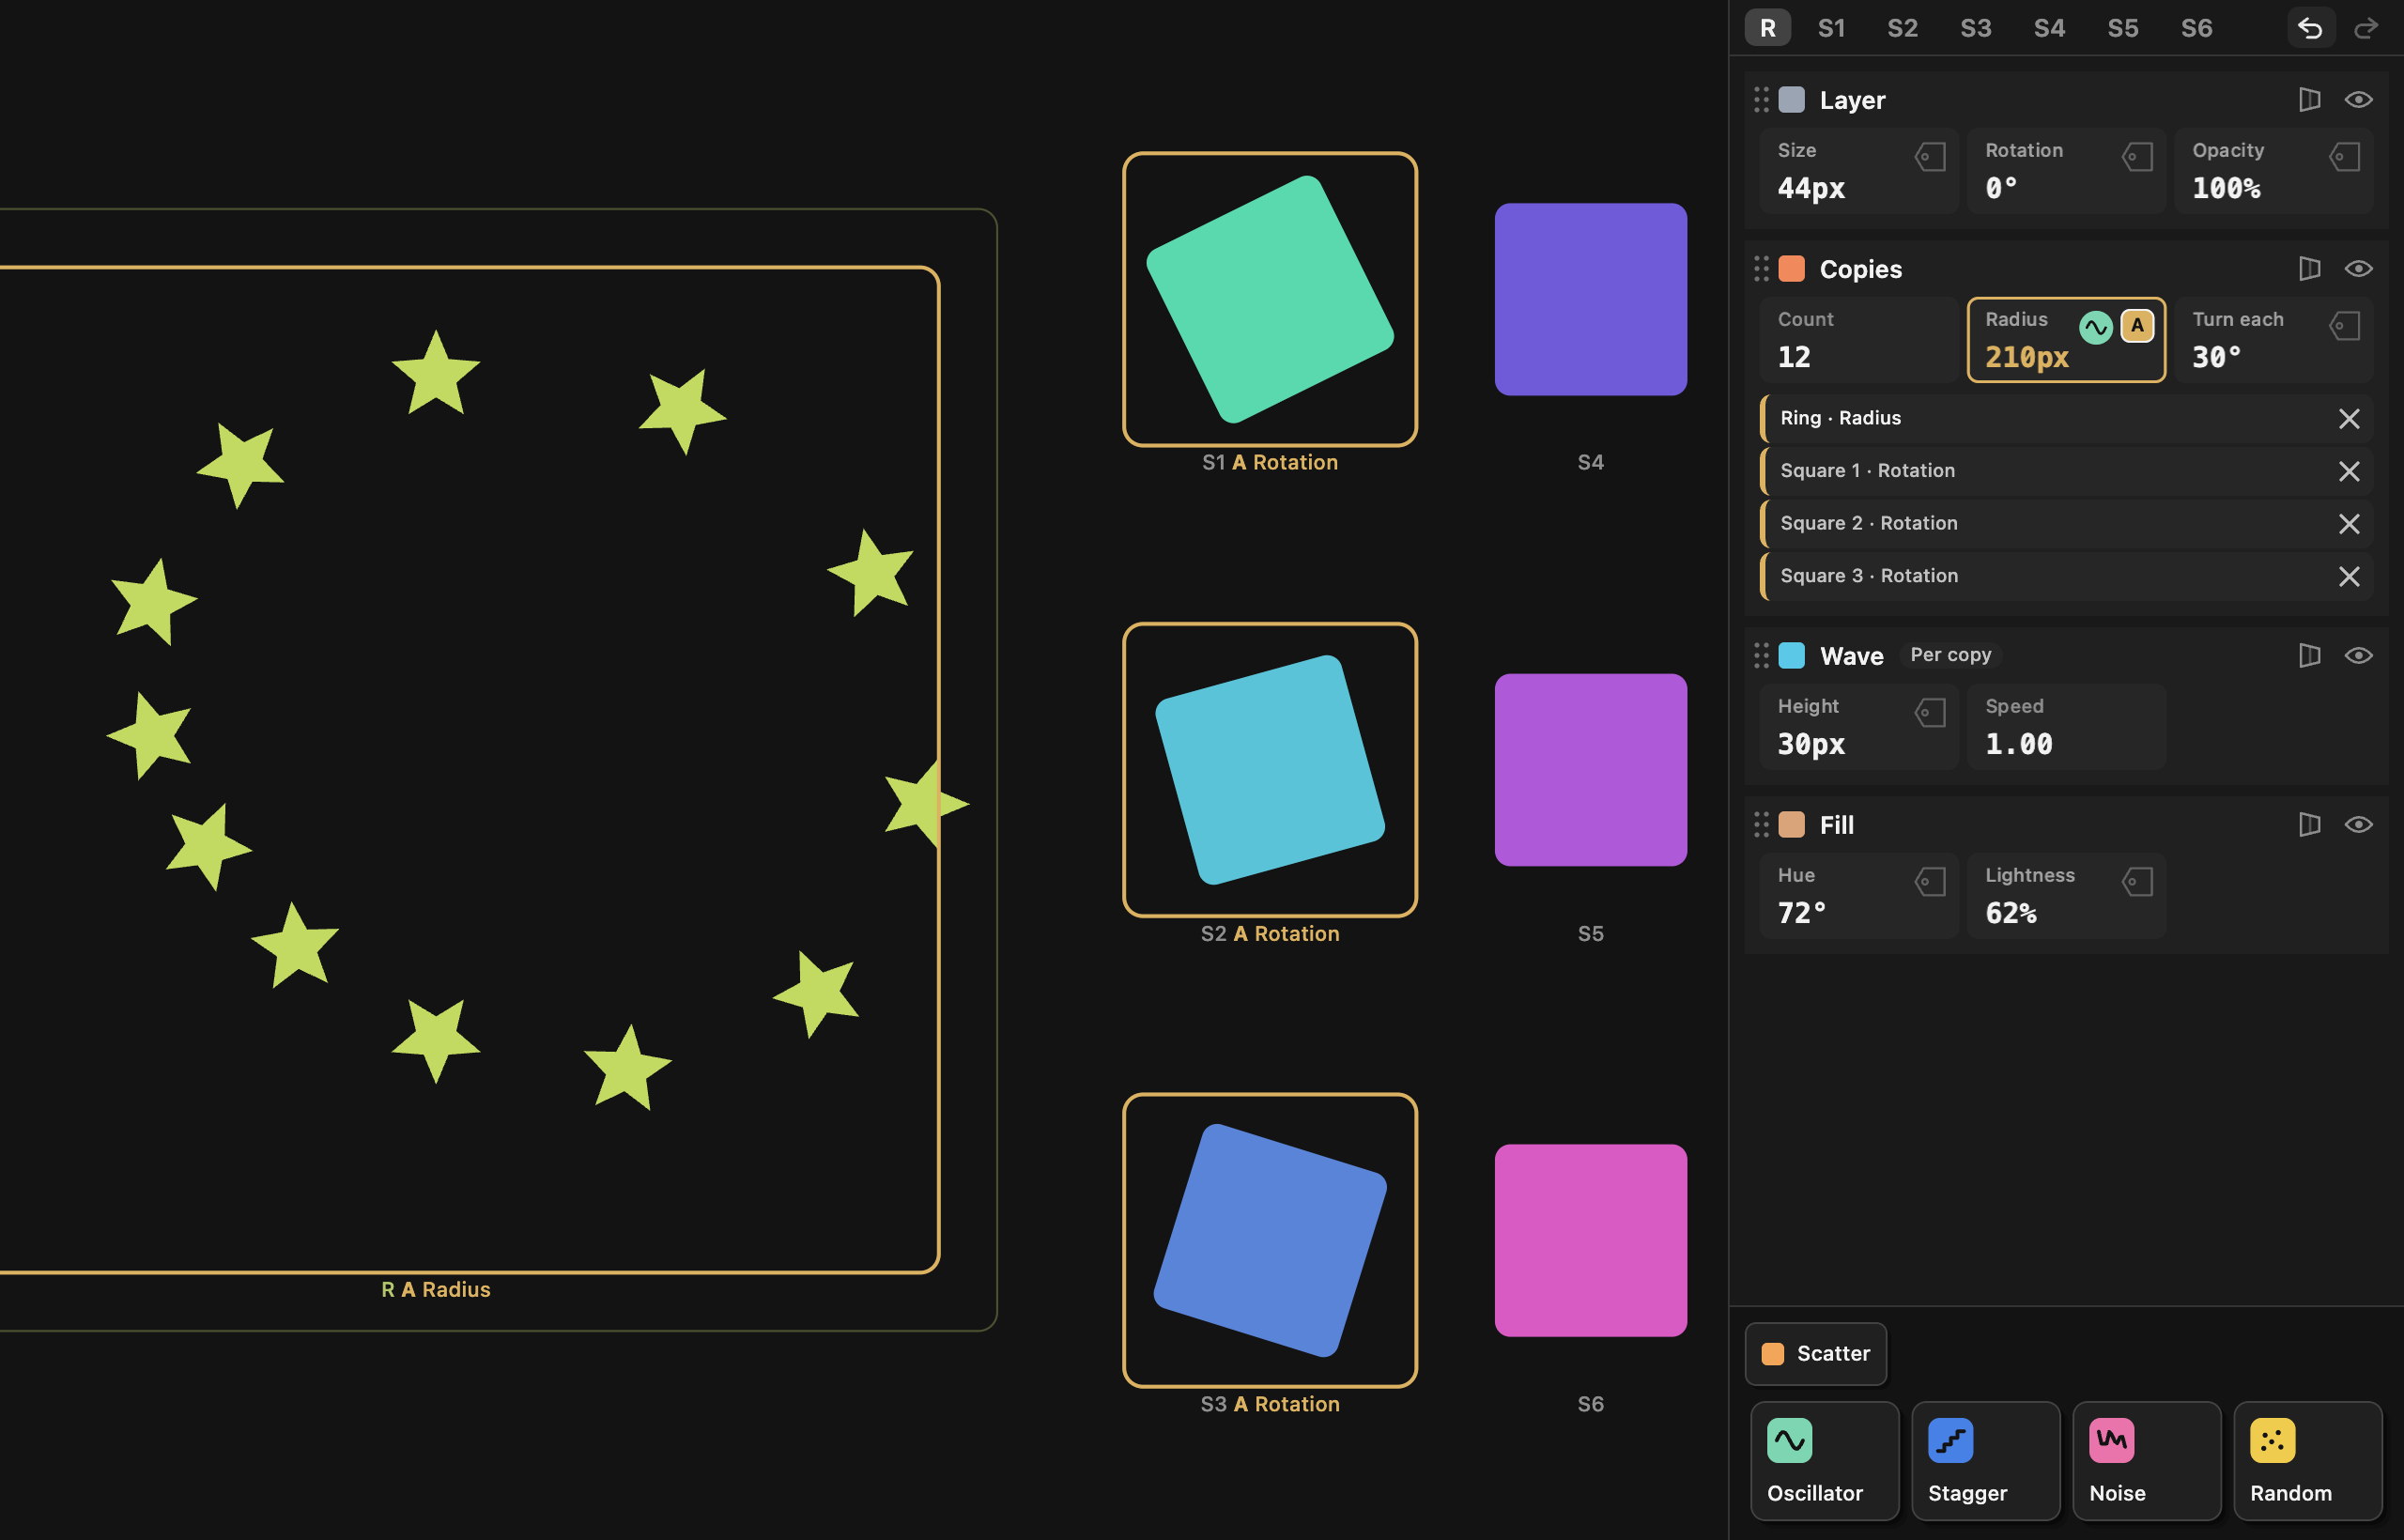 R S1 S2 S3 S4 S5 S6
Layer
Size Rotation Opacity
44px 0° 100%
Copies
Count Radius A Turn each
12 210px 30°
Ring · Radius
Square 1 · Rotation
Square 2 · Rotation
Square 3 · Rotation
Wave Per copy
Height Speed
30px 1.00
Fill
Hue Lightness
72° 62%
Scatter
Oscillator Stagger Noise Random
S1 A Rotation
S4
S2 A Rotation
S5
S3 A Rotation
S6
R A Radius